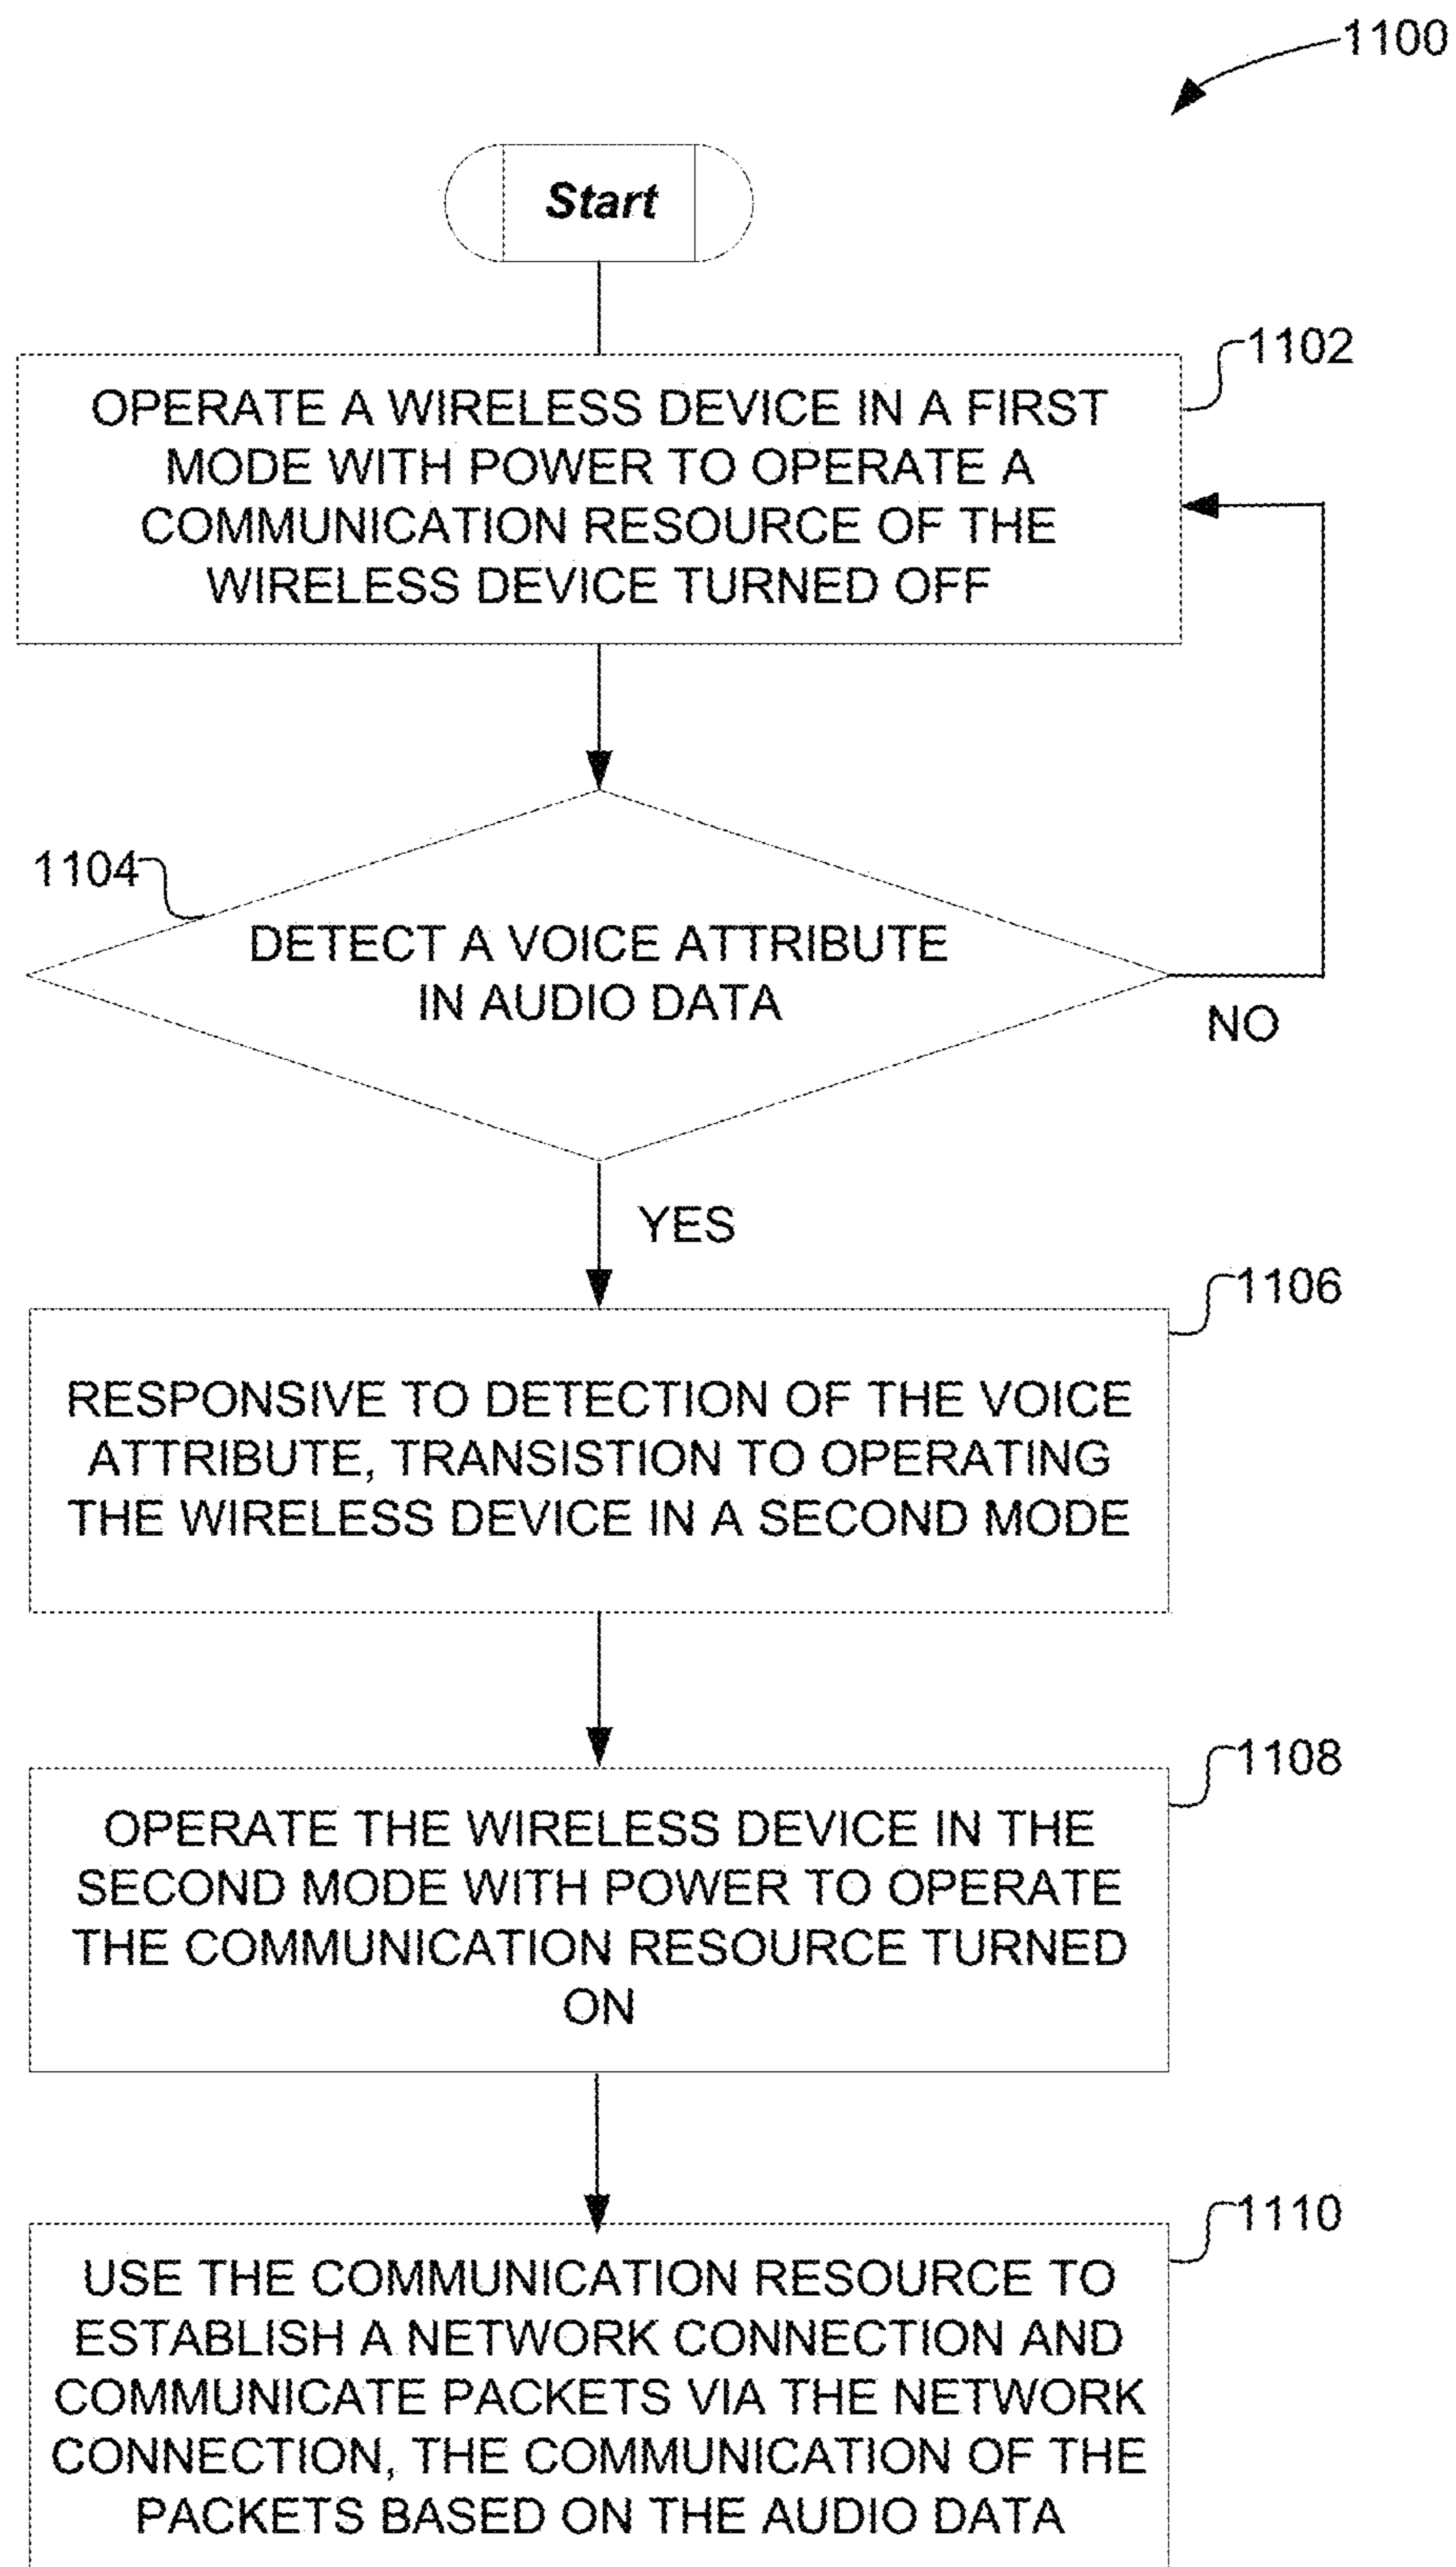 1100
Start
1102
OPERATE A WIRELESS DEVICE IN A FIRST
MODE WITH POWER TO OPERATE A
COMMUNICATION RESOURCE OF THE
WIRELESS DEVICE TURNED OFF
1104
DETECT A VOICE ATTRIBUTE
IN AUDIO DATA
NO
YES
1106
RESPONSIVE TO DETECTION OF THE VOICE
ATTRIBUTE, TRANSISTION TO OPERATING
THE WIRELESS DEVICE IN A SECOND MODE
1108
OPERATE THE WIRELESS DEVICE IN THE
SECOND MODE WITH POWER TO OPERATE
THE COMMUNICATION RESOURCE TURNED
ON
1110
USE THE COMMUNICATION RESOURCE TO
ESTABLISH A NETWORK CONNECTION AND
COMMUNICATE PACKETS VIA THE NETWORK
CONNECTION, THE COMMUNICATION OF THE
PACKETS BASED ON THE AUDIO DATA